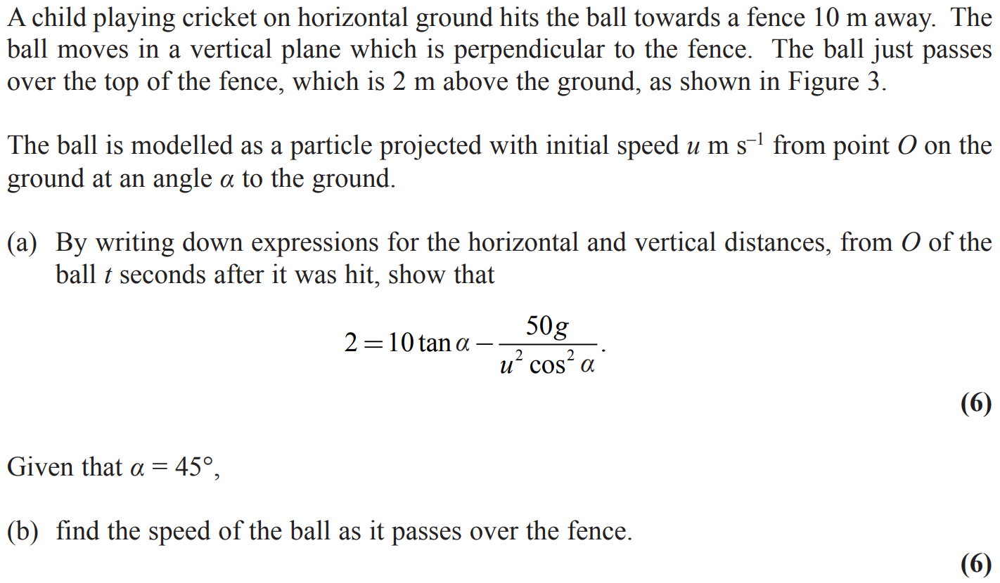 A child playing cricket on horizontal ground hits the ball towards a fence 10 m away. The
ball moves in a vertical plane which is perpendicular to the fence. The ball just passes
over the top of the fence, which is 2 m above the ground, as shown in Figure 3.
The ball is modelled as a particle projected with initial speed u m s⁻¹ from point O on the
ground at an angle α to the ground.
(a) By writing down expressions for the horizontal and vertical distances, from O of the
ball t seconds after it was hit, show that
2 = 10 tan α − 50g / (u² cos² α).
(6)
Given that α = 45°,
(b) find the speed of the ball as it passes over the fence.
(6)